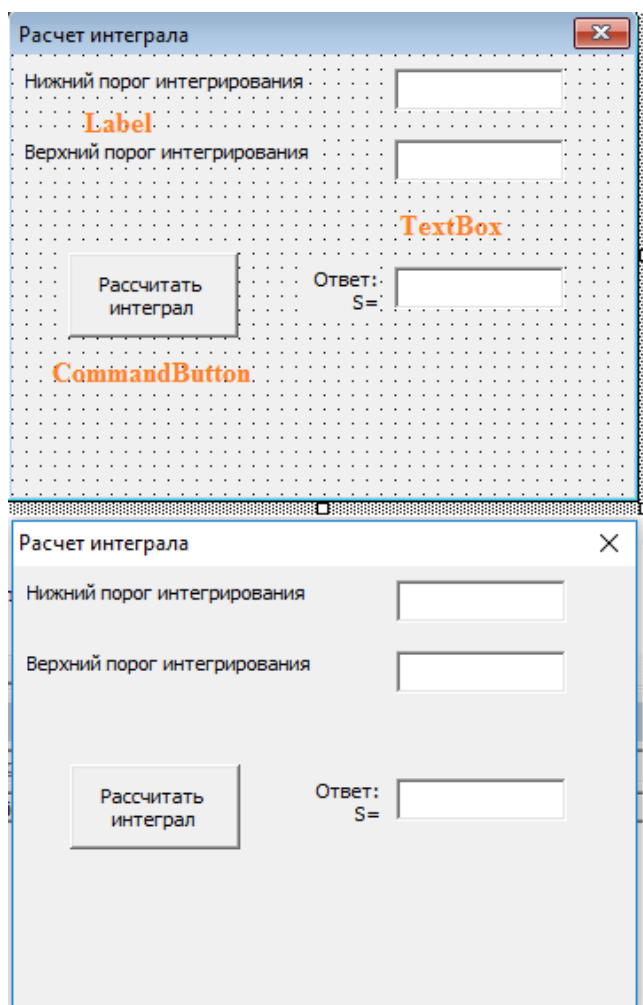 Расчет интеграла
Нижний порог интегрирования
Label
Верхний порог интегрирования
TextBox
Рассчитать
интеграл
Ответ:
S=
CommandButton
Расчет интеграла
Нижний порог интегрирования
Верхний порог интегрирования
Рассчитать
интеграл
Ответ:
S=